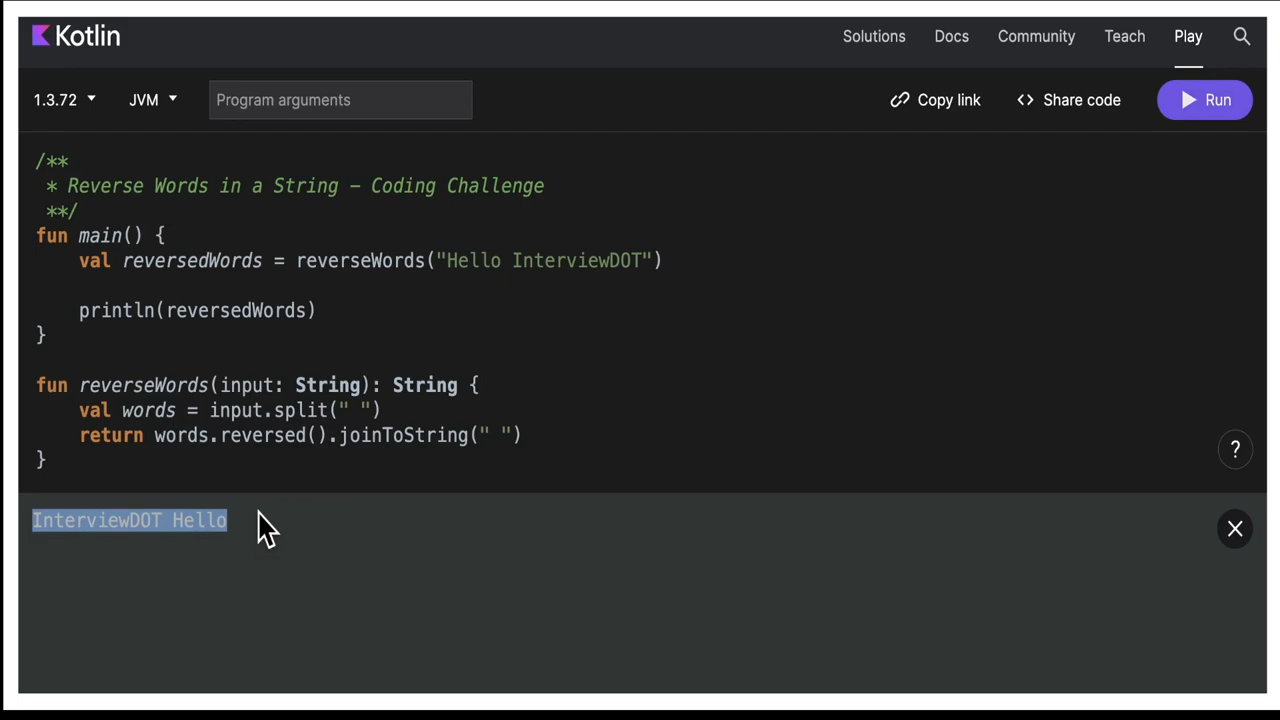 Kotlin
Solutions Docs Community Teach Play
1.3.72 JVM Program arguments Copy link <> Share code Run
/**
 * Reverse Words in a String - Coding Challenge
 **/
fun main() {
    val reversedWords = reverseWords("Hello InterviewDOT")
    println(reversedWords)
}
fun reverseWords(input: String): String {
    val words = input.split(" ")
    return words.reversed().joinToString(" ")
}
?
InterviewDOT Hello